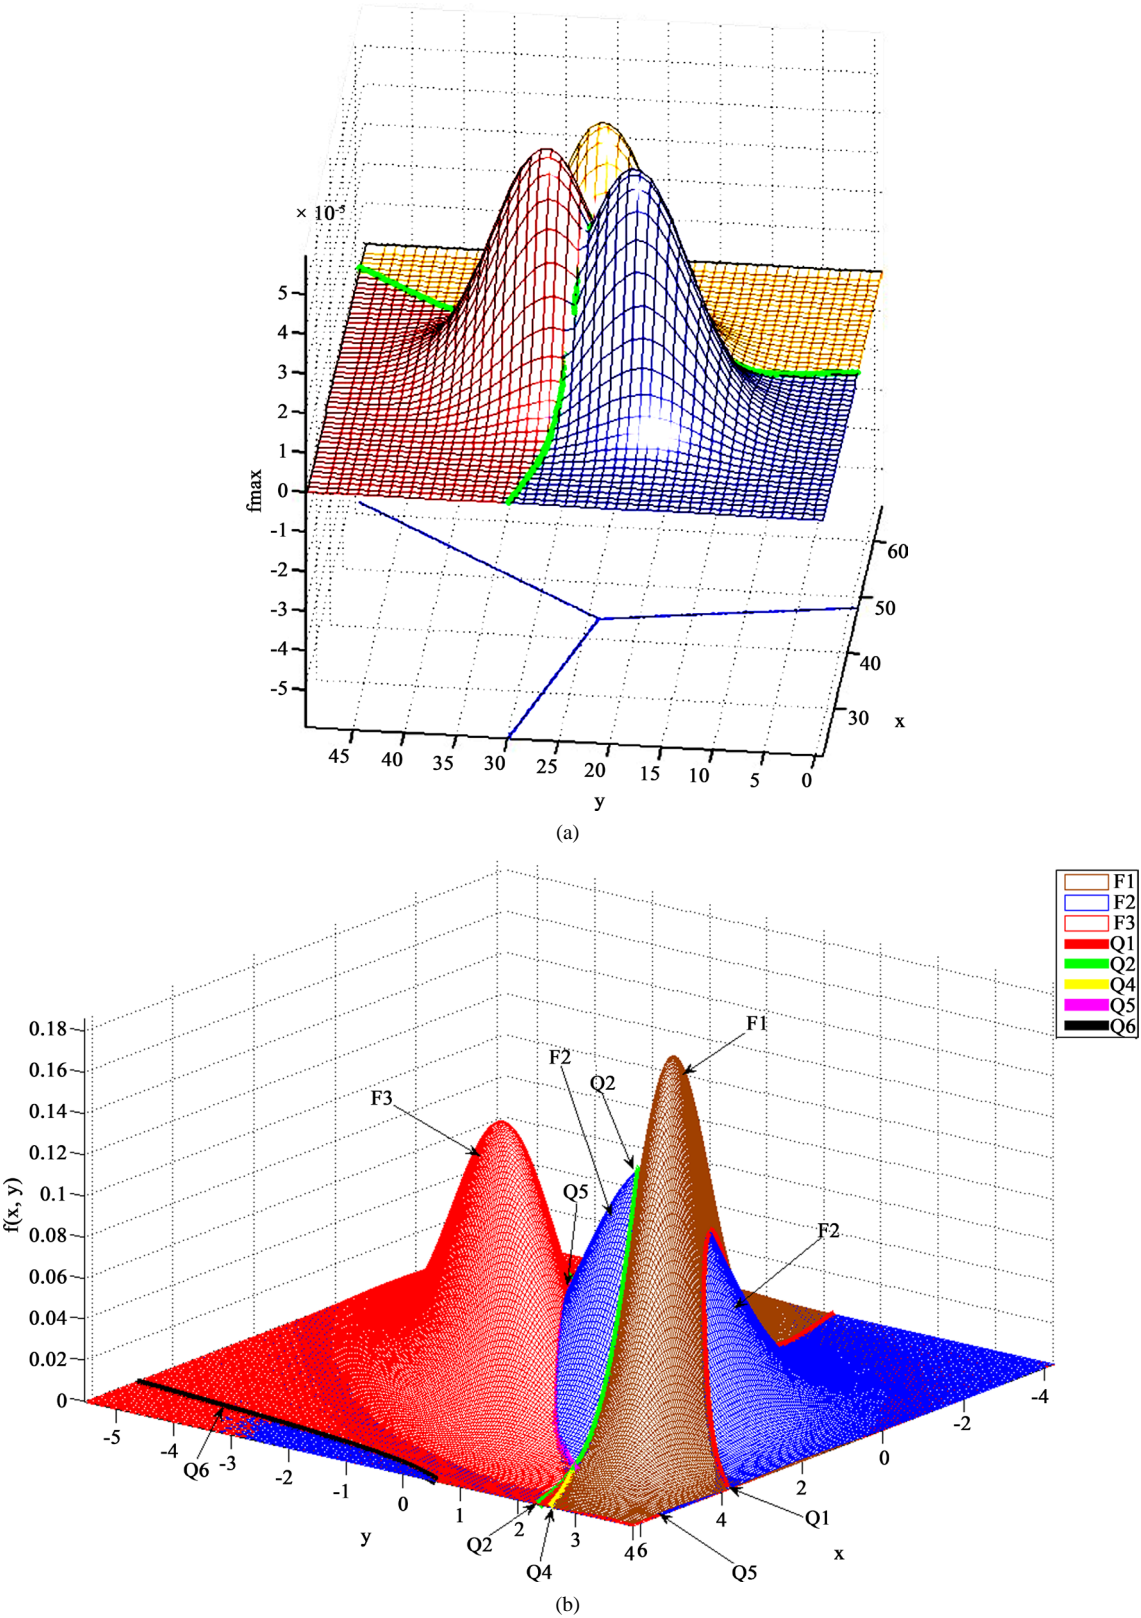 × 10-5
5
4
3
2
1
0
-1
-2
-3
-4
-5
fmax
60
50
40
30
x
45
40
35
30
25
20
15
10
5
0
y
(a)
F1
F2
F3
Q1
Q2
Q4
Q5
Q6
F1
F2
Q2
F3
Q5
F2
0.18
0.16
0.14
0.12
0.1
0.08
0.06
0.04
0.02
0
f(x, y)
-5
-4
-3
-2
-1
0
1
2
3
4
y
6
4
2
0
-2
-4
x
Q6
Q2
Q4
Q5
Q1
(b)